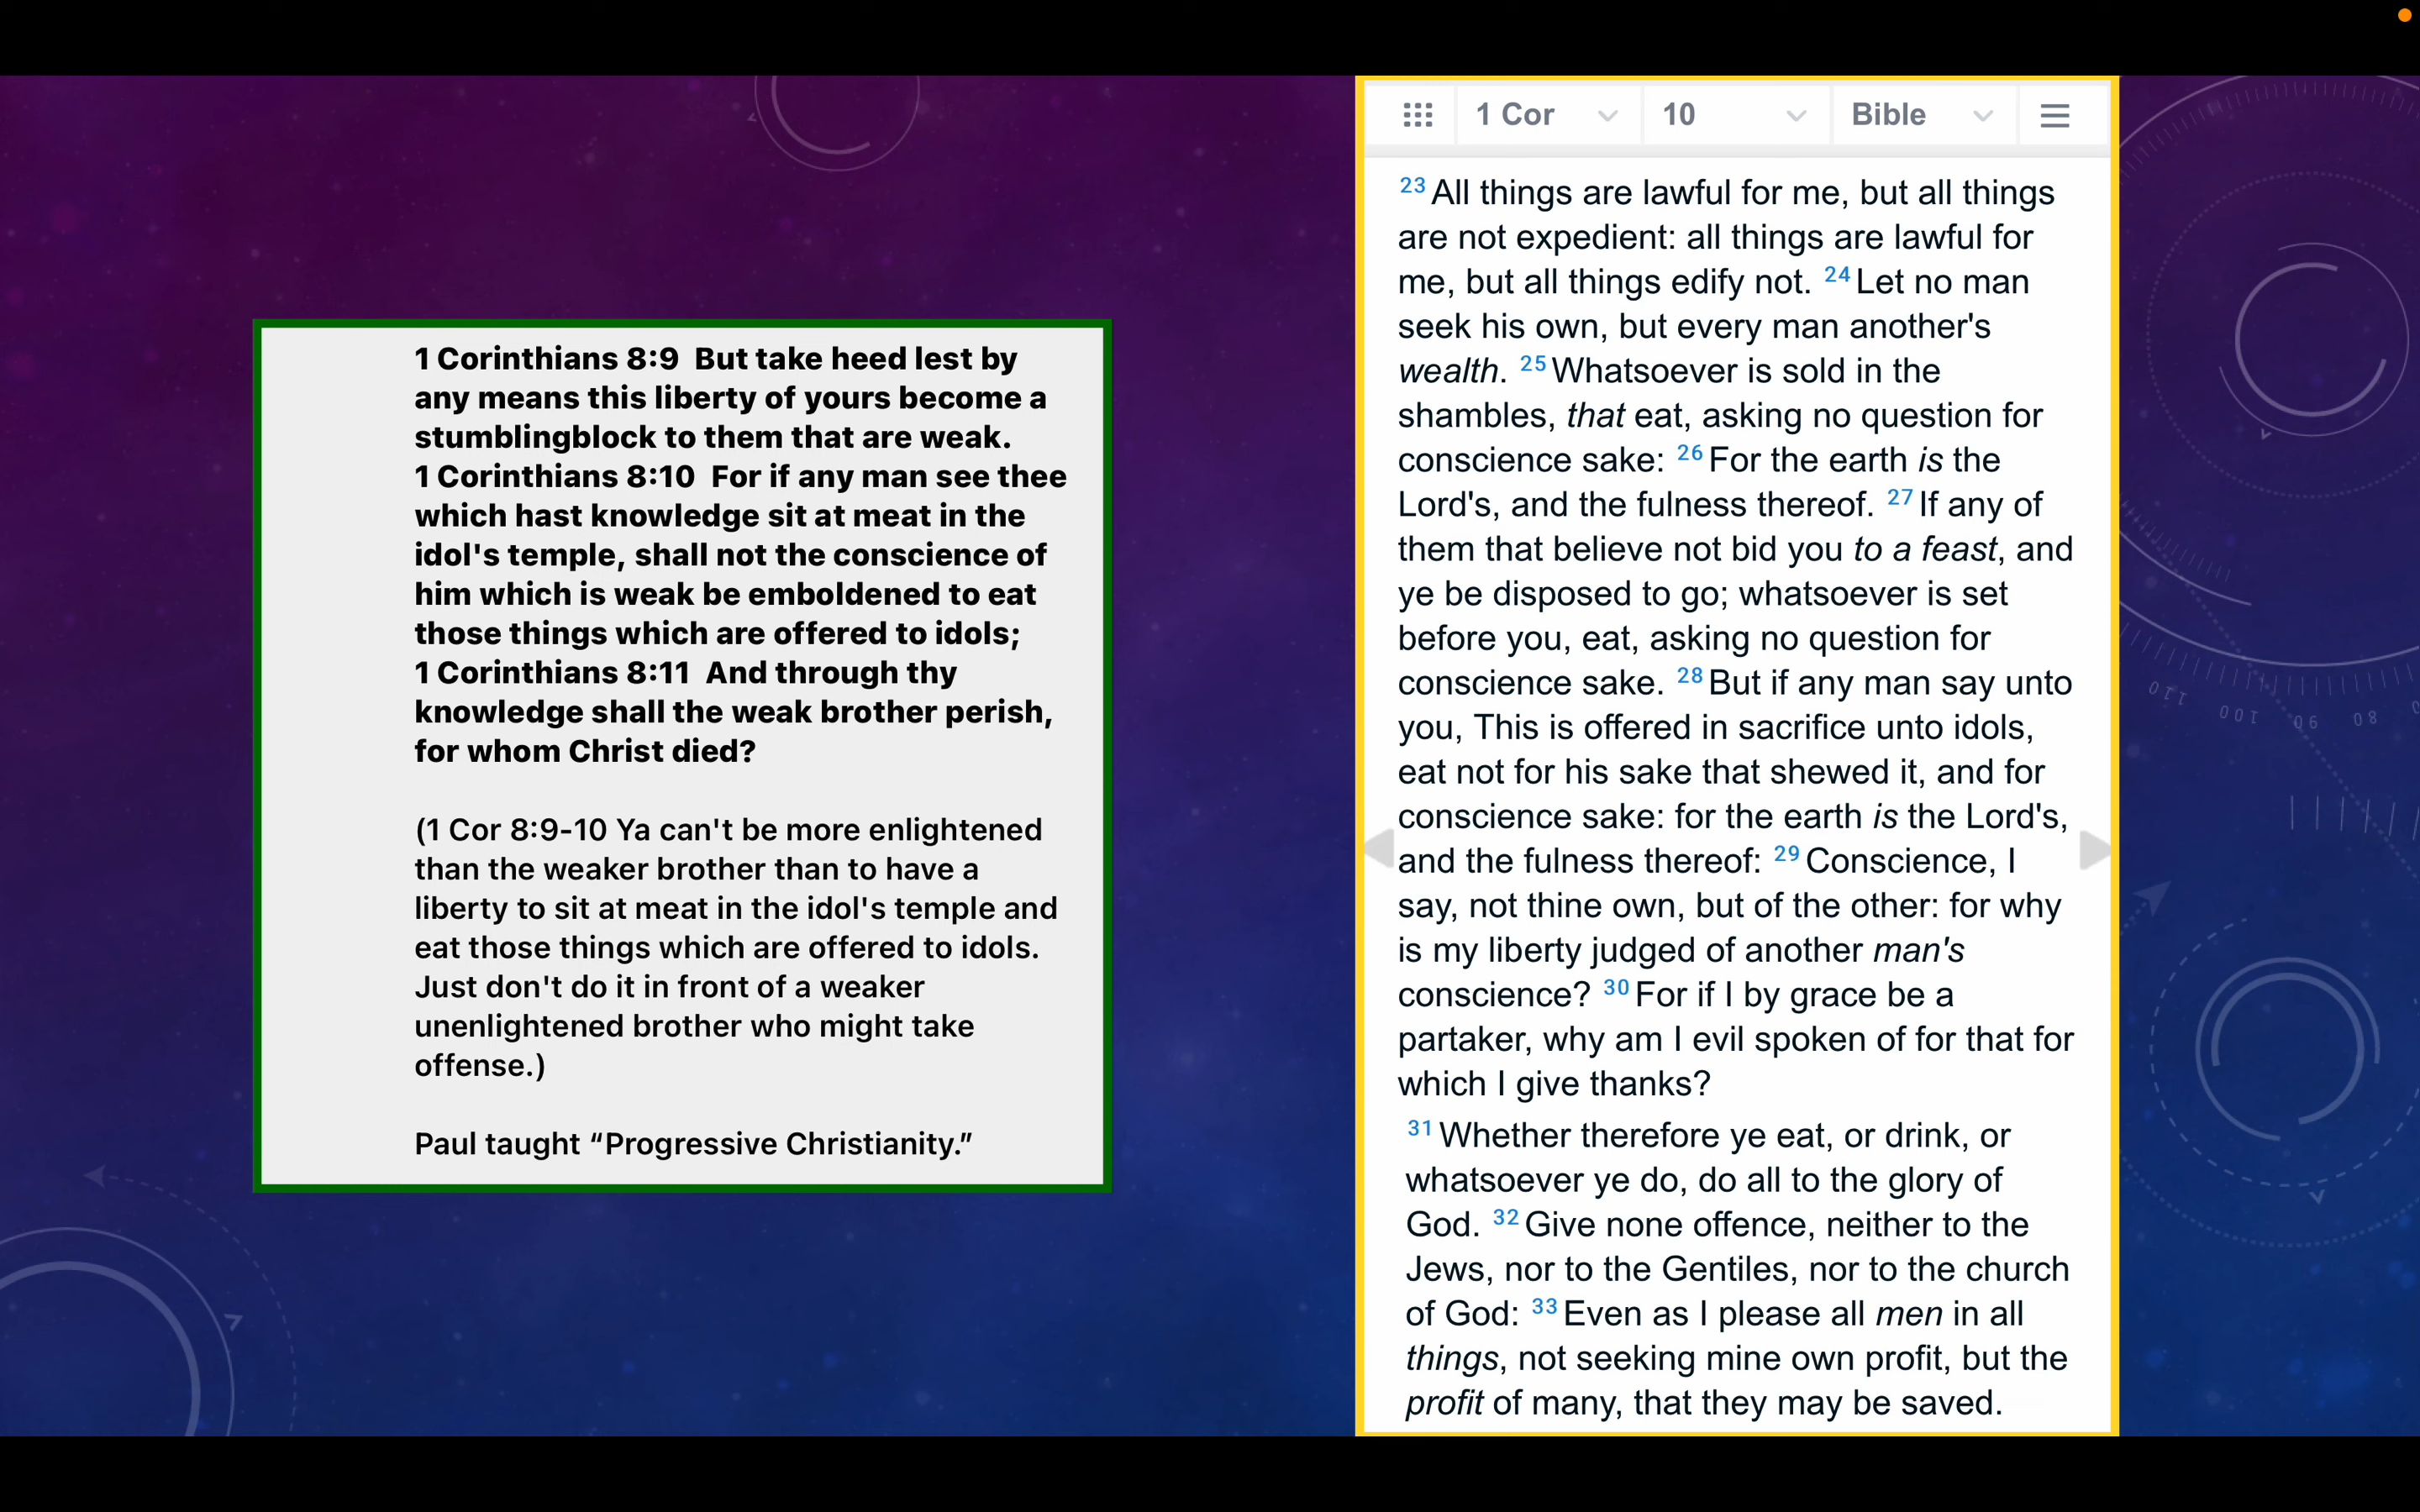 1 Corinthians 8:9  But take heed lest by
any means this liberty of yours become a
stumblingblock to them that are weak.
1 Corinthians 8:10  For if any man see thee
which hast knowledge sit at meat in the
idol's temple, shall not the conscience of
him which is weak be emboldened to eat
those things which are offered to idols;
1 Corinthians 8:11  And through thy
knowledge shall the weak brother perish,
for whom Christ died?
(1 Cor 8:9-10 Ya can't be more enlightened
than the weaker brother than to have a
liberty to sit at meat in the idol's temple and
eat those things which are offered to idols.
Just don't do it in front of a weaker
unenlightened brother who might take
offense.)
Paul taught “Progressive Christianity.”
1 Cor 10 Bible
23 All things are lawful for me, but all things
are not expedient: all things are lawful for
me, but all things edify not. 24 Let no man
seek his own, but every man another's
wealth. 25 Whatsoever is sold in the
shambles, that eat, asking no question for
conscience sake: 26 For the earth is the
Lord's, and the fulness thereof. 27 If any of
them that believe not bid you to a feast, and
ye be disposed to go; whatsoever is set
before you, eat, asking no question for
conscience sake. 28 But if any man say unto
you, This is offered in sacrifice unto idols,
eat not for his sake that shewed it, and for
conscience sake: for the earth is the Lord's,
and the fulness thereof: 29 Conscience, I
say, not thine own, but of the other: for why
is my liberty judged of another man's
conscience? 30 For if I by grace be a
partaker, why am I evil spoken of for that for
which I give thanks?
31 Whether therefore ye eat, or drink, or
whatsoever ye do, do all to the glory of
God. 32 Give none offence, neither to the
Jews, nor to the Gentiles, nor to the church
of God: 33 Even as I please all men in all
things, not seeking mine own profit, but the
profit of many, that they may be saved.
110 100 90 80